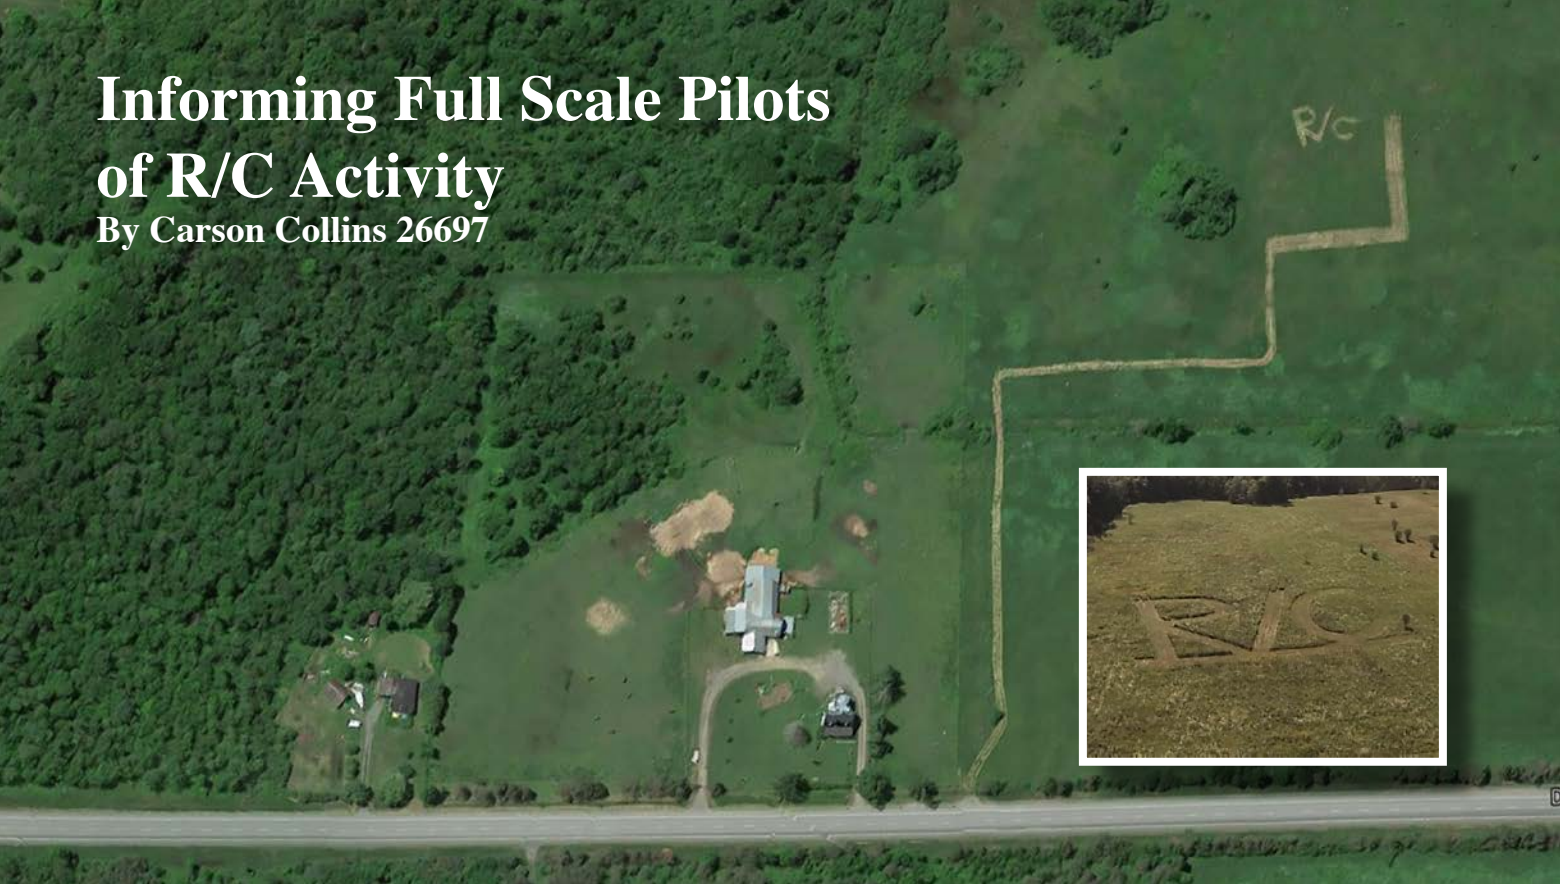 Informing Full Scale Pilots
of R/C Activity
By Carson Collins 26697
R/C
R/C